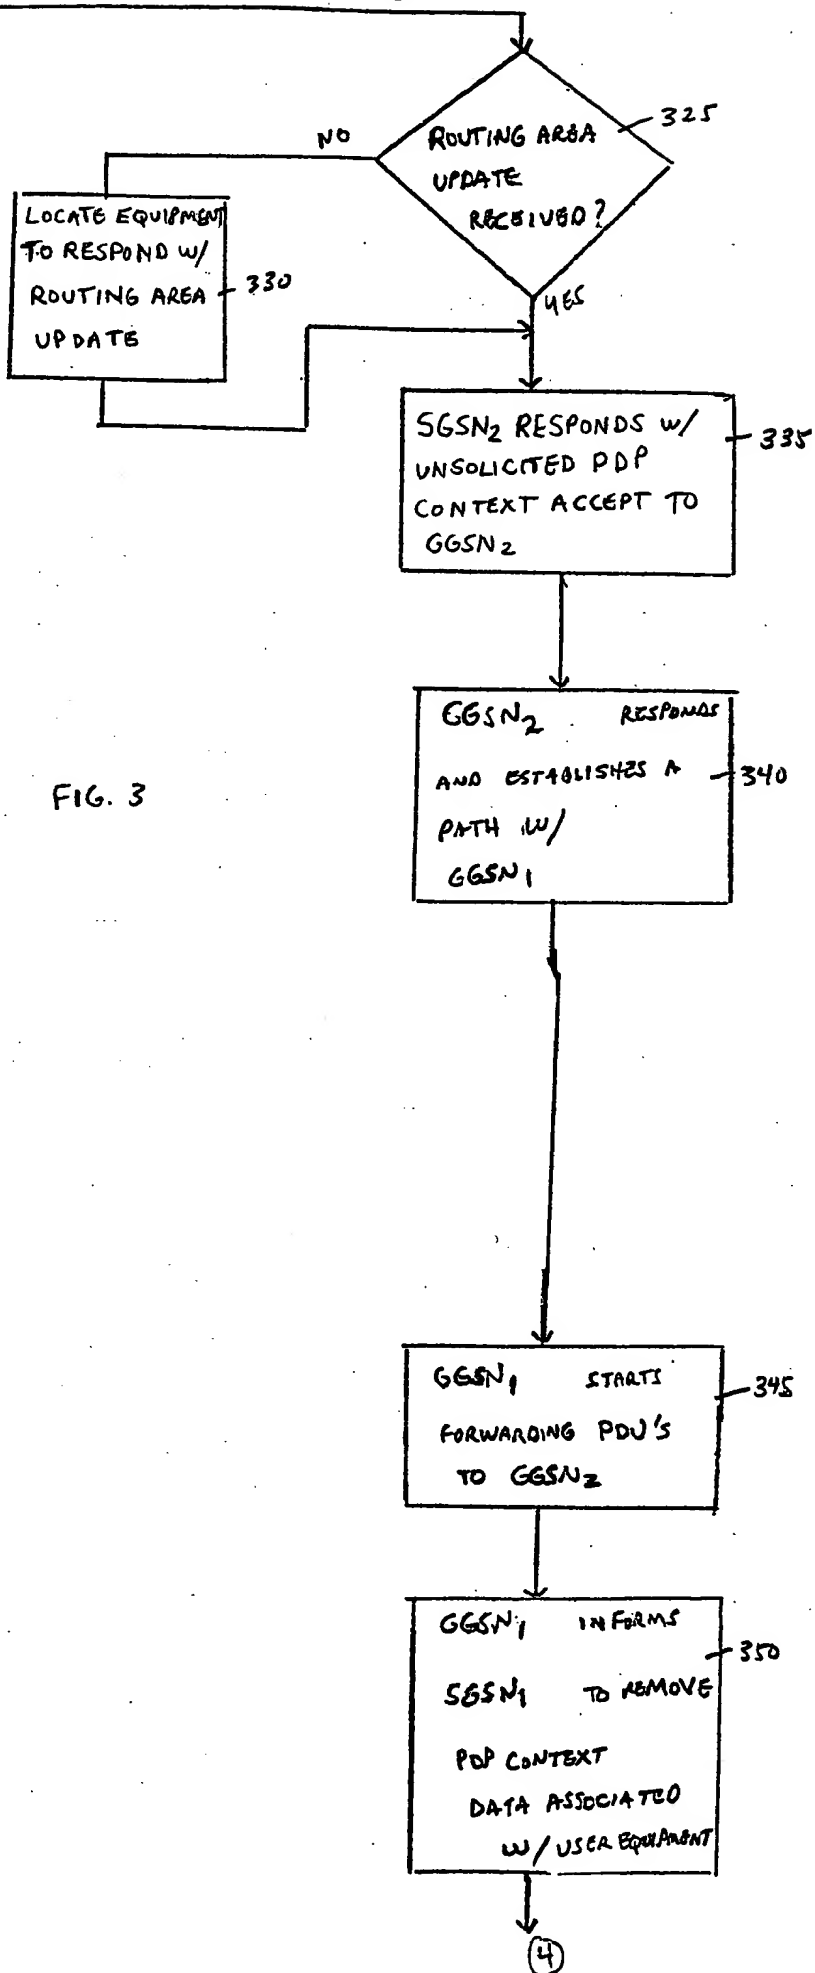 325
NO
ROUTING AREA
UPDATE
RECEIVED?
LOCATE EQUIPMENT
TO RESPOND W/
ROUTING AREA
UPDATE
330
YES
SGSN2 RESPONDS W/
UNSOLICITED PDP
CONTEXT ACCEPT TO
GGSN2
335
GGSN2 RESPONDS
AND ESTABLISHES A
PATH W/
GGSN1
340
FIG. 3
GGSN1 STARTS
FORWARDING PDU'S
TO GGSN2
345
GGSN1 INFORMS
SGSN1 TO REMOVE
PDP CONTEXT
DATA ASSOCIATED
W/ USER EQUIPMENT
350
4